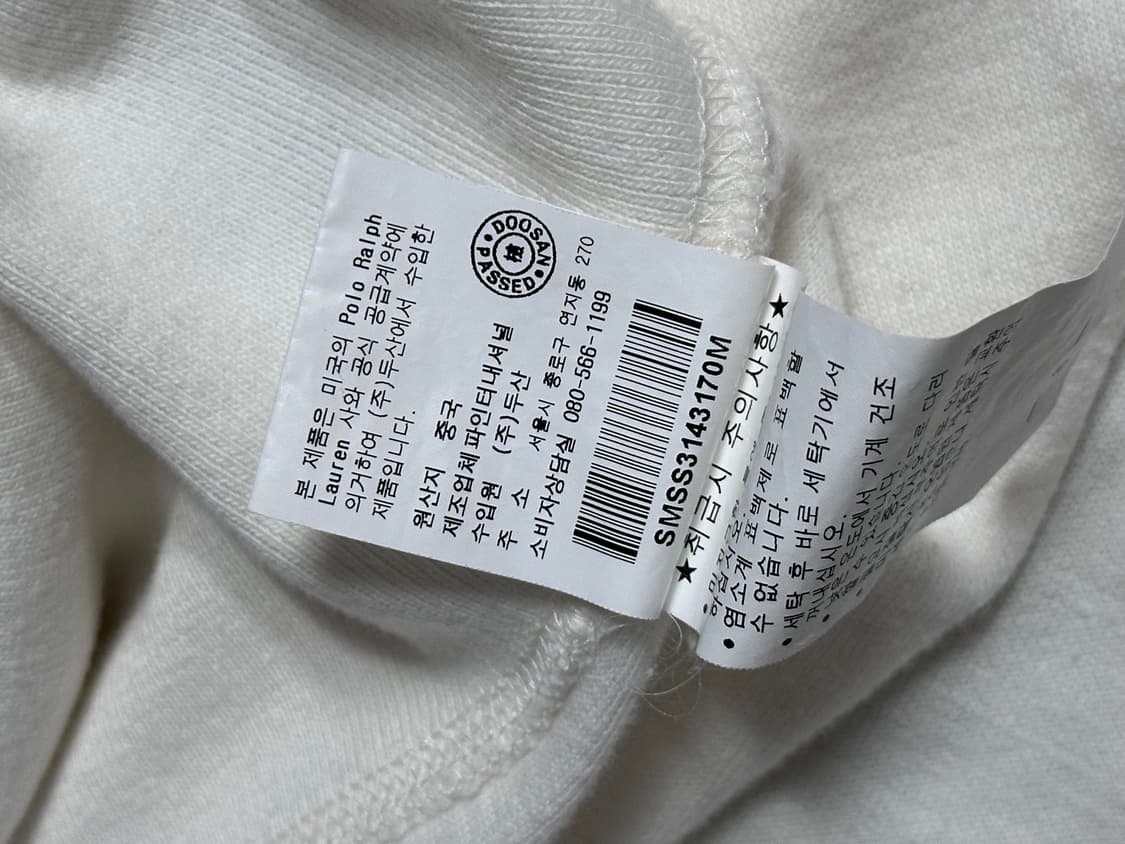 본 제품은 미국의 Polo Ralph
Lauren 사와 공식 공급계약에
의거하여 (주)두산에서 수입한
제품입니다.
DOOSAN
檢
PASSED
원산지 중국
제조업체 파인터내셔널
수입원 (주)두산
주 소 서울시 종로구 연지동 270
소비자상담실 080-566-1199
SMSS3143170M
★취급시 주의사항★
표백제로 표백할
수 없습니다.
세탁 후 바로 세탁기에서
꺼내십시오.
기계 건조